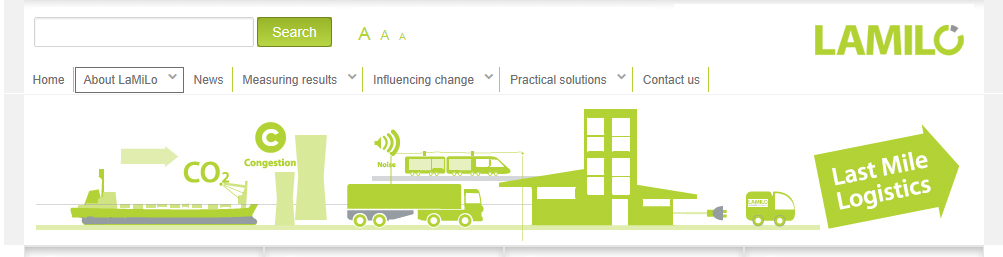 Search
A A A
LAMILO
Home
About LaMiLo
News
Measuring results
Influencing change
Practical solutions
Contact us
C
Congestion
CO2
Noise
LAMILO
Last Mile
Logistics